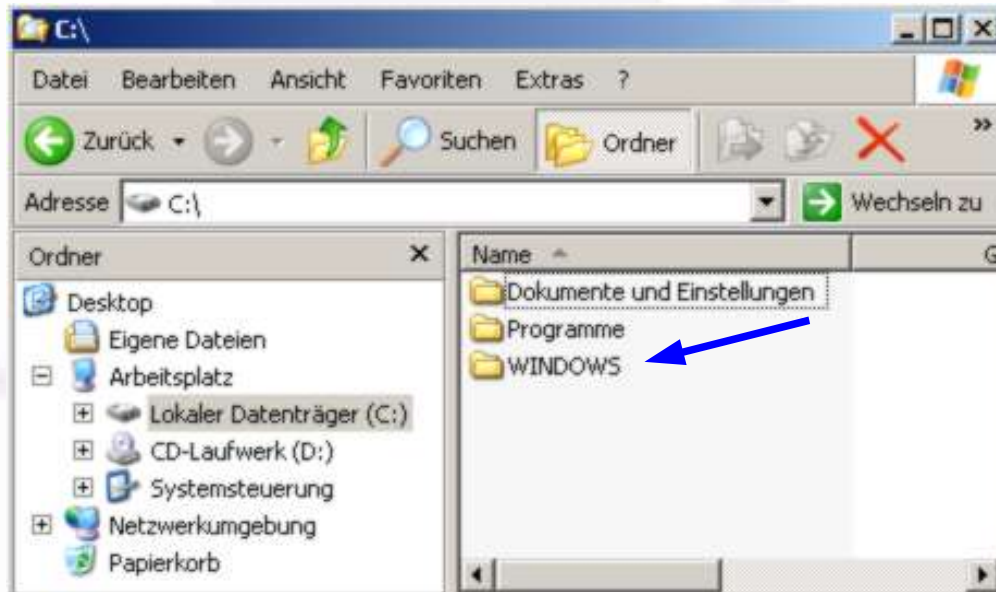 C:\
Datei Bearbeiten Ansicht Favoriten Extras ?
Zurück Suchen Ordner »
Adresse C:\ Wechseln zu
Ordner
Desktop
Eigene Dateien
Arbeitsplatz
Lokaler Datenträger (C:)
CD-Laufwerk (D:)
Systemsteuerung
Netzwerkumgebung
Papierkorb
Name G
Dokumente und Einstellungen
Programme
WINDOWS